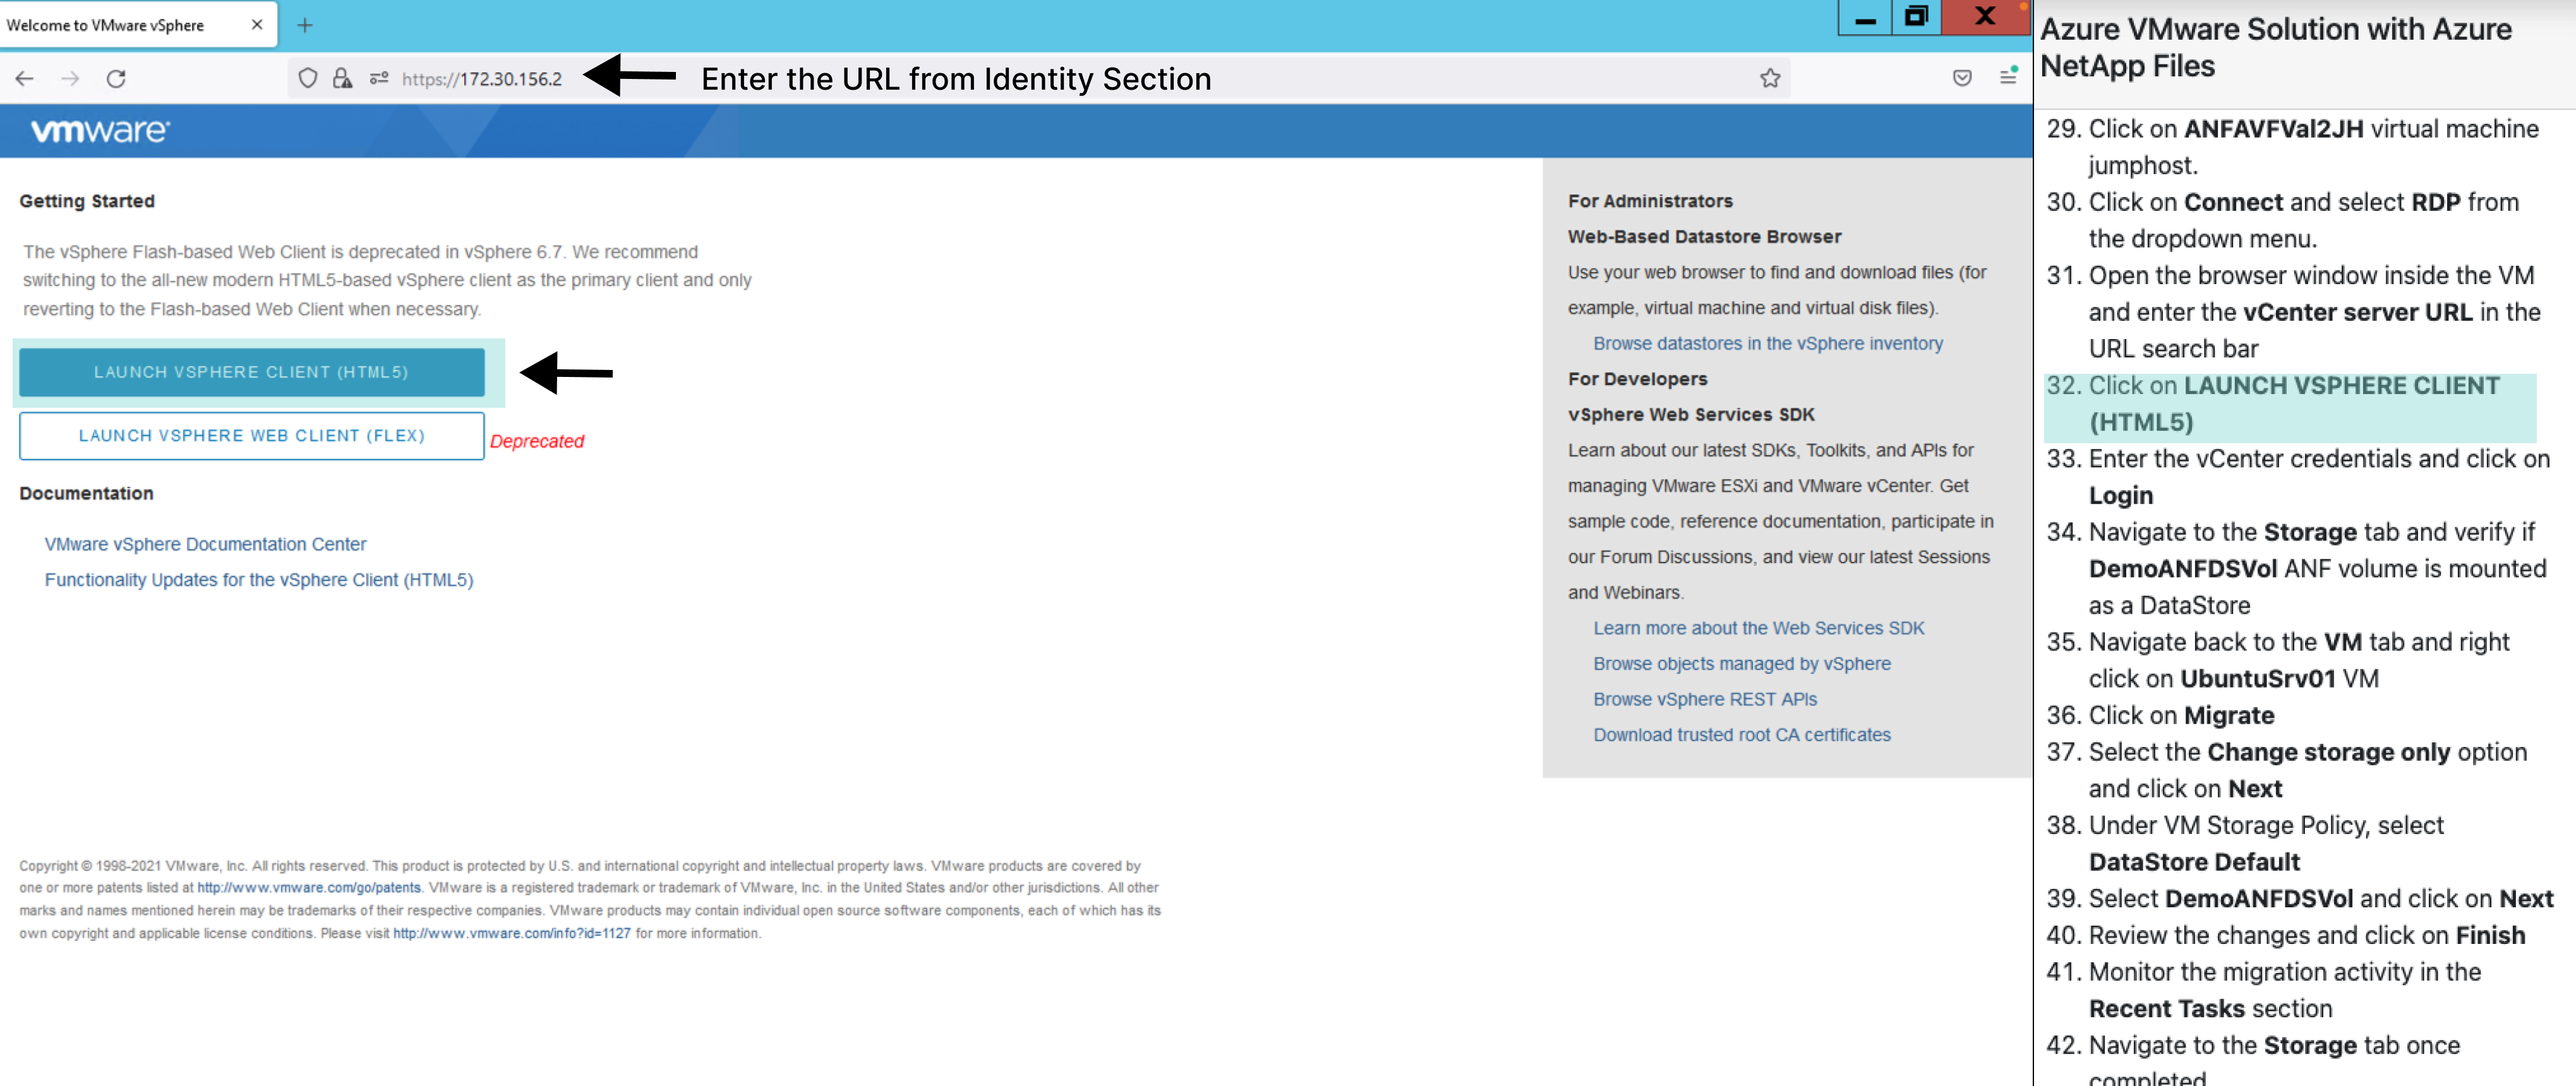 Welcome to VMware vSphere
https://172.30.156.2
Enter the URL from Identity Section
vmware®
Getting Started
The vSphere Flash-based Web Client is deprecated in vSphere 6.7. We recommend
switching to the all-new modern HTML5-based vSphere client as the primary client and only
reverting to the Flash-based Web Client when necessary.
LAUNCH VSPHERE CLIENT (HTML5)
LAUNCH VSPHERE WEB CLIENT (FLEX)
Deprecated
Documentation
VMware vSphere Documentation Center
Functionality Updates for the vSphere Client (HTML5)
For Administrators
Web-Based Datastore Browser
Use your web browser to find and download files (for
example, virtual machine and virtual disk files).
Browse datastores in the vSphere inventory
For Developers
vSphere Web Services SDK
Learn about our latest SDKs, Toolkits, and APIs for
managing VMware ESXi and VMware vCenter. Get
sample code, reference documentation, participate in
our Forum Discussions, and view our latest Sessions
and Webinars.
Learn more about the Web Services SDK
Browse objects managed by vSphere
Browse vSphere REST APIs
Download trusted root CA certificates
Copyright © 1998-2021 VMware, Inc. All rights reserved. This product is protected by U.S. and international copyright and intellectual property laws. VMware products are covered by
one or more patents listed at http://www.vmware.com/go/patents. VMware is a registered trademark or trademark of VMware, Inc. in the United States and/or other jurisdictions. All other
marks and names mentioned herein may be trademarks of their respective companies. VMware products may contain individual open source software components, each of which has its
own copyright and applicable license conditions. Please visit http://www.vmware.com/info?id=1127 for more information.
Azure VMware Solution with Azure
NetApp Files
29. Click on ANFAVFVal2JH virtual machine
jumphost.
30. Click on Connect and select RDP from
the dropdown menu.
31. Open the browser window inside the VM
and enter the vCenter server URL in the
URL search bar
32. Click on LAUNCH VSPHERE CLIENT
(HTML5)
33. Enter the vCenter credentials and click on
Login
34. Navigate to the Storage tab and verify if
DemoANFDSVol ANF volume is mounted
as a DataStore
35. Navigate back to the VM tab and right
click on UbuntuSrv01 VM
36. Click on Migrate
37. Select the Change storage only option
and click on Next
38. Under VM Storage Policy, select
DataStore Default
39. Select DemoANFDSVol and click on Next
40. Review the changes and click on Finish
41. Monitor the migration activity in the
Recent Tasks section
42. Navigate to the Storage tab once
completed